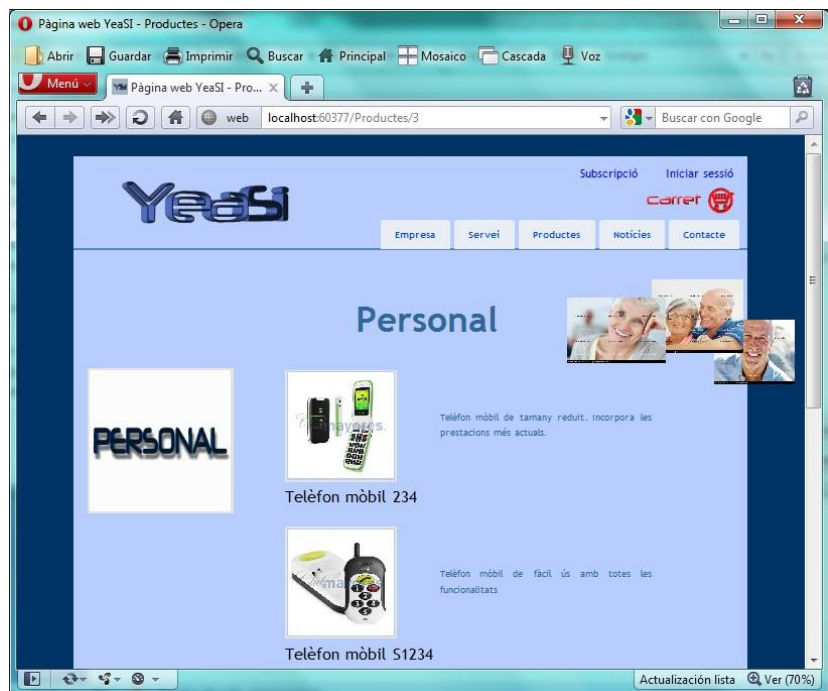 Página web YeaSI - Productes - Opera
Abrir Guardar Imprimir Buscar Principal Mosaico Cascada Voz
Menú
Pàgina web YeaSI - Pro...
web localhost:60377/Productes/3 Buscar con Google
YeaSi
Subscripció Iniciar sessió
carret
Empresa Servei Productes Notícies Contacte
Personal
PERSONAL
mayores
Telèfon mòbil de tamany reduit. Incorpora les
prestacions més actuals.
Telèfon mòbil 234
Telèfon mòbil de fàcil ús amb totes les
funcionalitats
Telèfon mòbil S1234
Actualización lista Ver (70%)